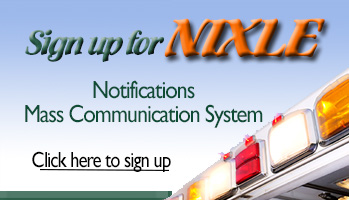 Sign up for NIXLE
Notifications
Mass Communication System
Click here to sign up